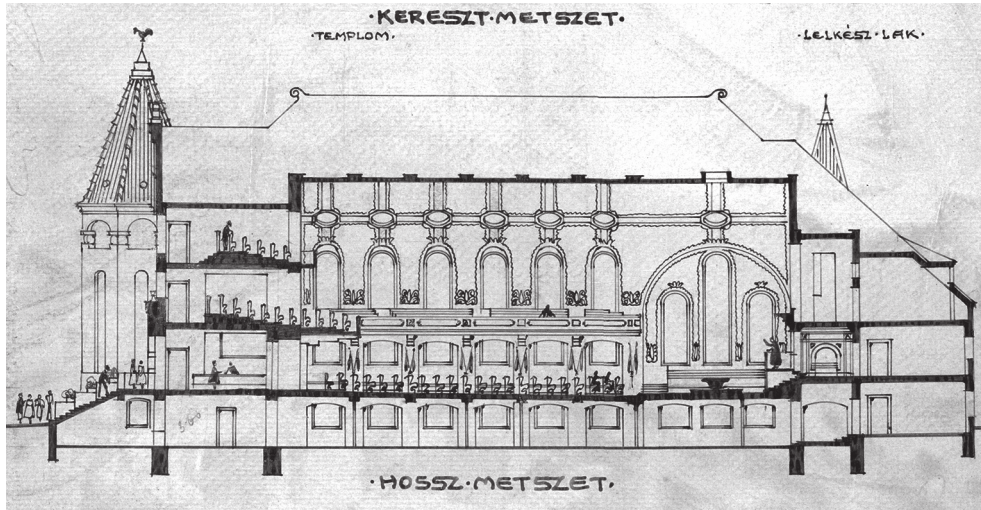 ·KERESZT·METSZET.
·TEMPLOM. ·LELKÉSZ·LAK·
·HOSSZ·METSZET.